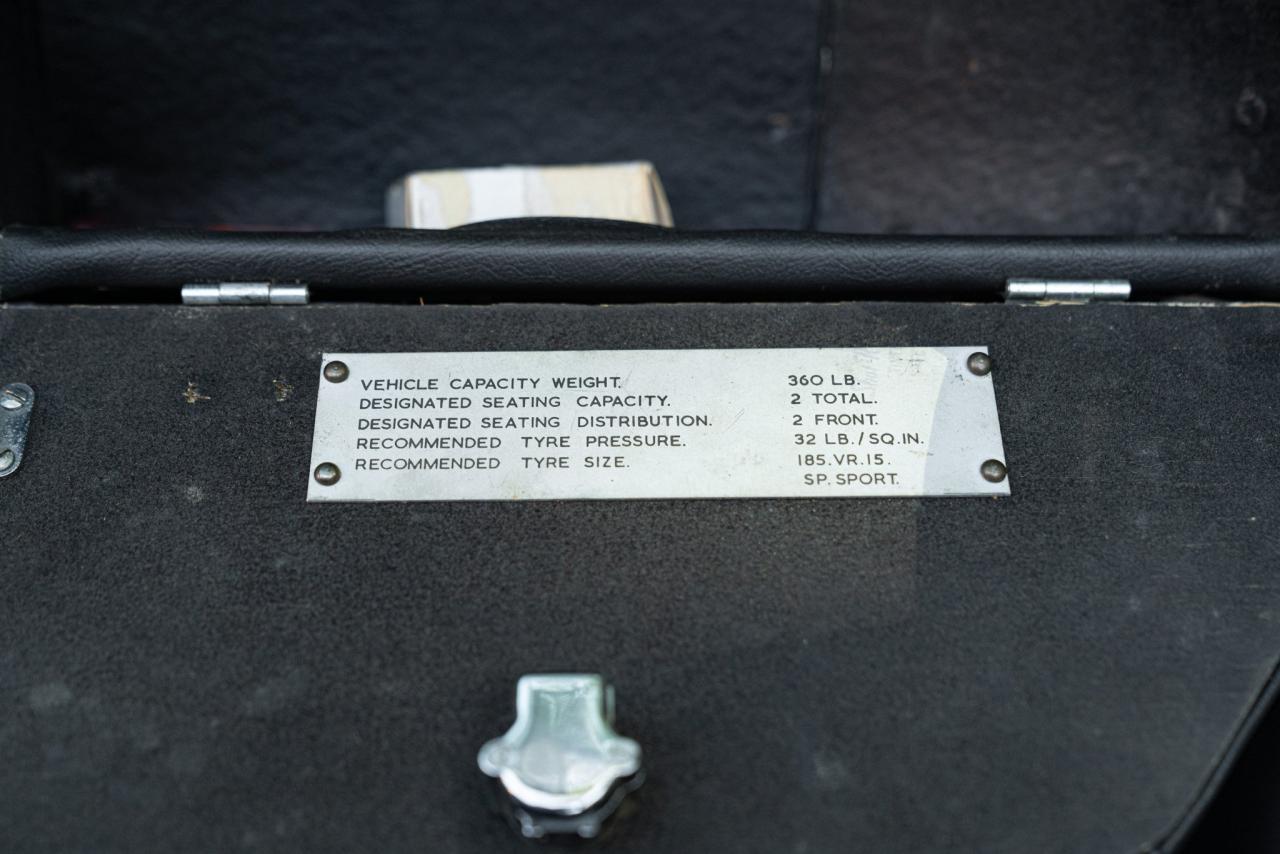 VEHICLE CAPACITY WEIGHT. 360 LB.
DESIGNATED SEATING CAPACITY. 2 TOTAL.
DESIGNATED SEATING DISTRIBUTION. 2 FRONT.
RECOMMENDED TYRE PRESSURE. 32 LB./SQ.IN.
RECOMMENDED TYRE SIZE. 185.VR.15.
SP. SPORT.